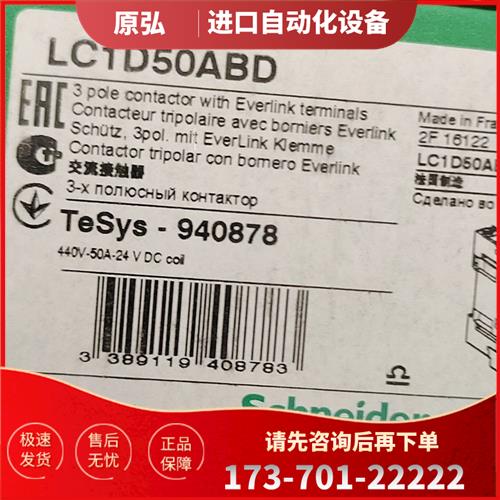 原弘 进口自动化设备
LC1D50ABD
EAC
3 pole contactor with Everlink terminals
Contacteur tripolaire avec borniers Everlink
Schütz, 3pol. mit EverLink Klemme
Contactor tripolar con bornero Everlink
交流接触器
3-х полюсный контактор
Made in Fra
2F 16122
LC1D50A
法国制造
Сделано во
TeSys - 940878
440V-50A-24 V DC coil
3 389119 408783
Schneider
极速发货
售后无忧
正品保障
请先咨询后再下单
173-701-22222